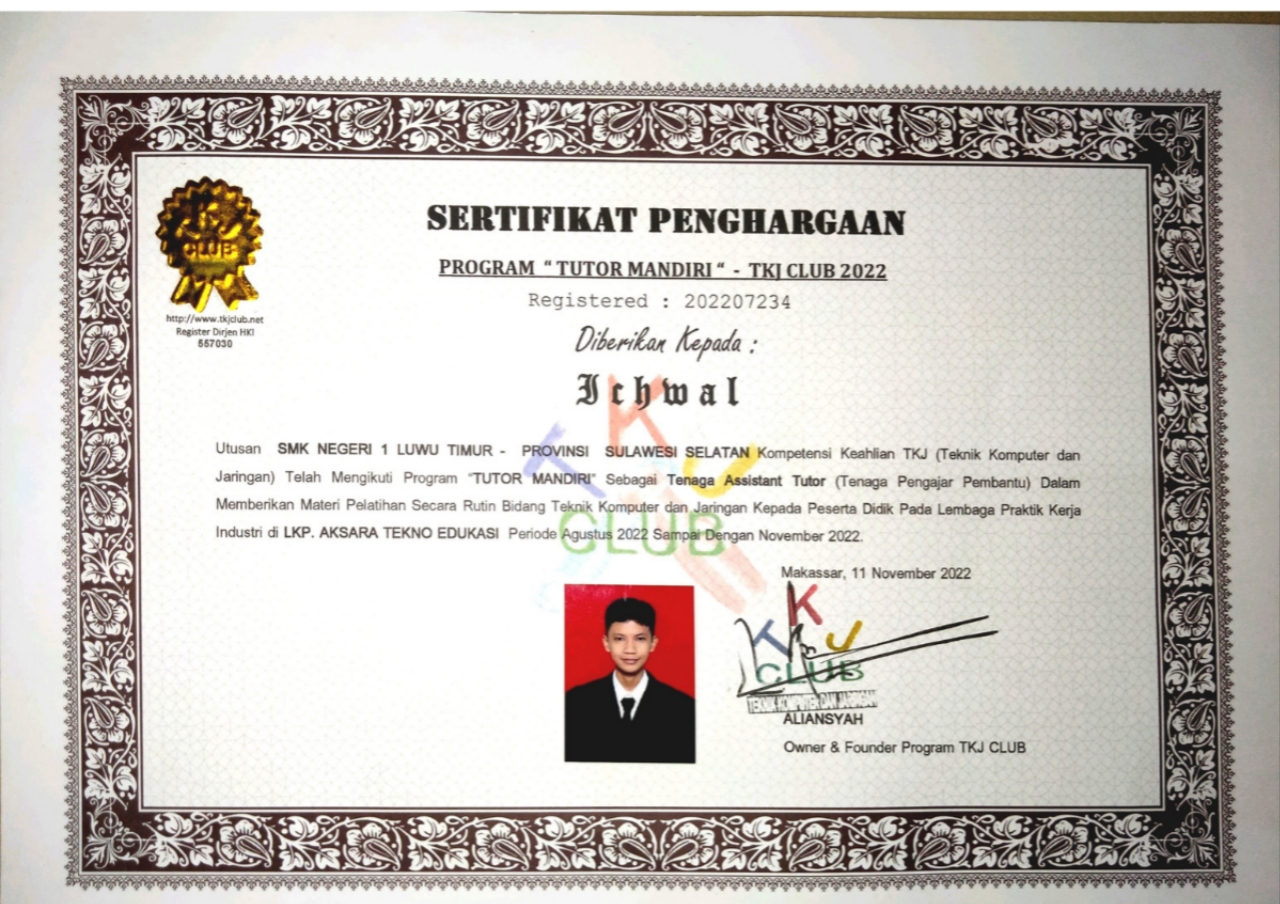 SERTIFIKAT PENGHARGAAN
PROGRAM “ TUTOR MANDIRI “ - TKJ CLUB 2022
Registered : 202207234
CLUB
http://www.tkjclub.net
Register Dirjen HKI
557030
Diberikan Kepada :
Ichwal
Utusan SMK NEGERI 1 LUWU TIMUR - PROVINSI SULAWESI SELATAN Kompetensi Keahlian TKJ (Teknik Komputer dan
Jaringan) Telah Mengikuti Program “TUTOR MANDIRI” Sebagai Tenaga Assistant Tutor (Tenaga Pengajar Pembantu) Dalam
Memberikan Materi Pelatihan Secara Rutin Bidang Teknik Komputer dan Jaringan Kepada Peserta Didik Pada Lembaga Praktik Kerja
Industri di LKP. AKSARA TEKNO EDUKASI Periode Agustus 2022 Sampai Dengan November 2022.
TKJ
CLUB
Makassar, 11 November 2022
TKJ
CLUB
TEKNIK KOMPUTER DAN JARINGAN
ALIANSYAH
Owner & Founder Program TKJ CLUB